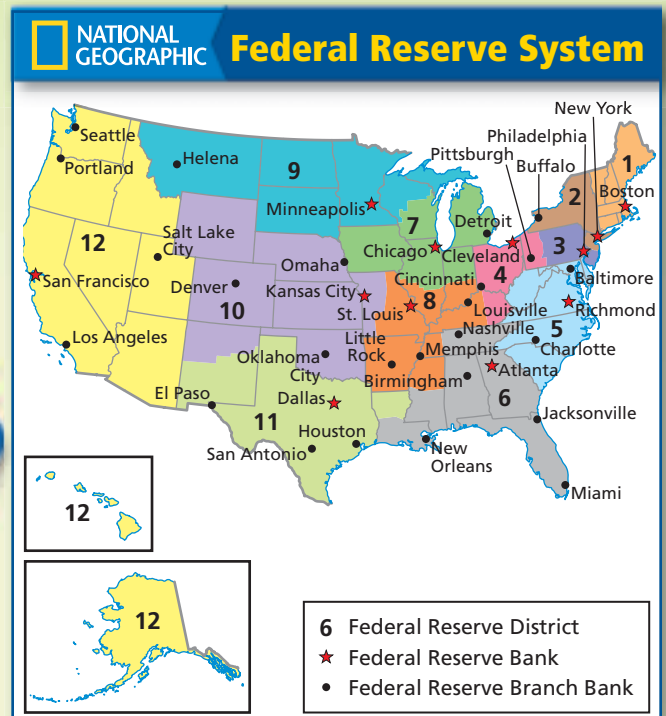 NATIONAL
GEOGRAPHIC
Federal Reserve System
New York
Philadelphia
Pittsburgh
Buffalo
Seattle
Portland
Helena
9
1
Boston
2
Minneapolis
7
Detroit
12
Salt Lake
City
Chicago
Cleveland
3
4
Omaha
Cincinnati
Baltimore
San Francisco
Denver
10
Kansas City
St. Louis
8
Louisville
Richmond
Nashville
5
Los Angeles
Little
Rock
Memphis
Charlotte
Oklahoma
City
Birmingham
Atlanta
6
El Paso
Dallas
11
Houston
Jacksonville
San Antonio
New
Orleans
Miami
12
12
6 Federal Reserve District
Federal Reserve Bank
Federal Reserve Branch Bank